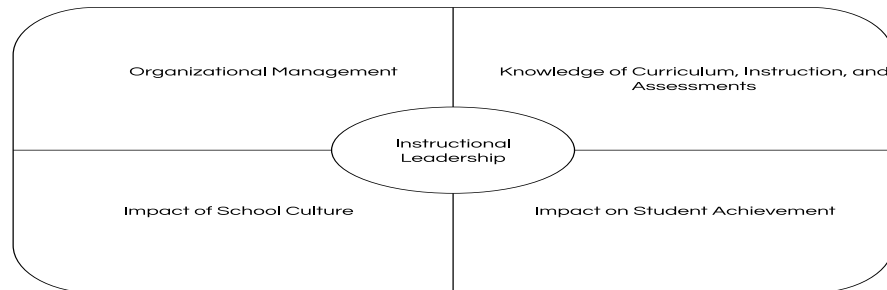 Organizational Management
Knowledge of Curriculum, Instruction, and
Assessments
Instructional
Leadership
Impact of School Culture
Impact on Student Achievement